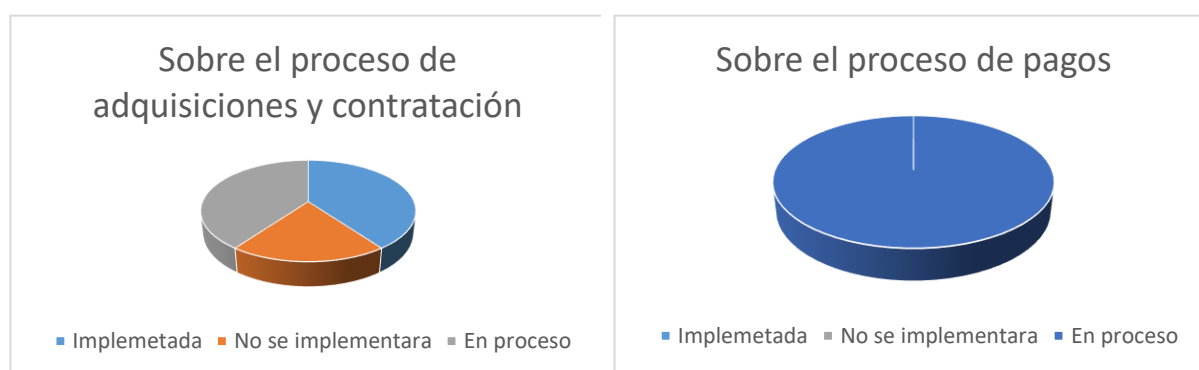 Sobre el proceso de
adquisiciones y contratación
Implemetada No se implementara En proceso
Sobre el proceso de pagos
Implemetada No se implementara En proceso